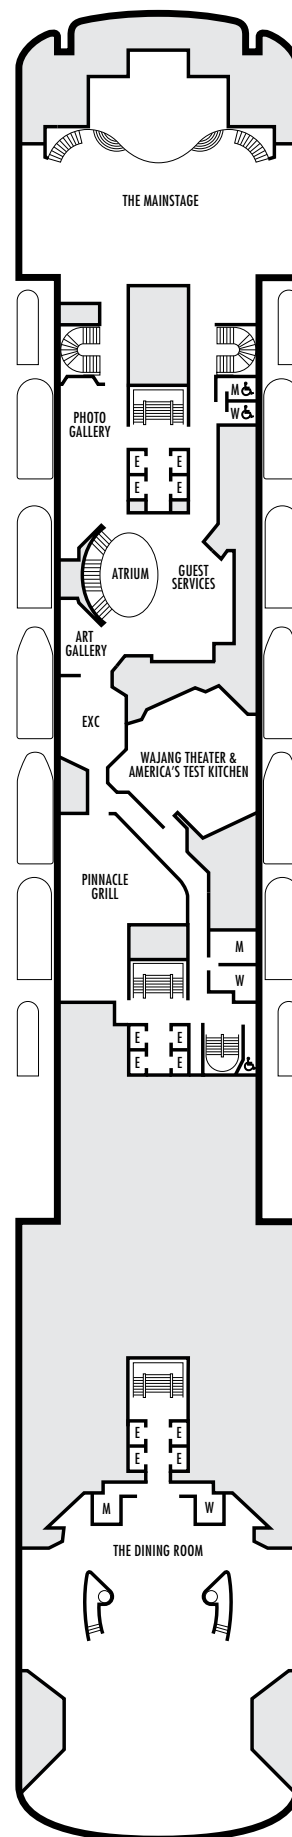 THE MAINSTAGE
M
W
PHOTO
GALLERY
E E
E E
ATRIUM
GUEST
SERVICES
ART
GALLERY
EXC
WAJANG THEATER &
AMERICA'S TEST KITCHEN
PINNACLE
GRILL
M
W
E E
E E
E E
E E
M W
THE DINING ROOM